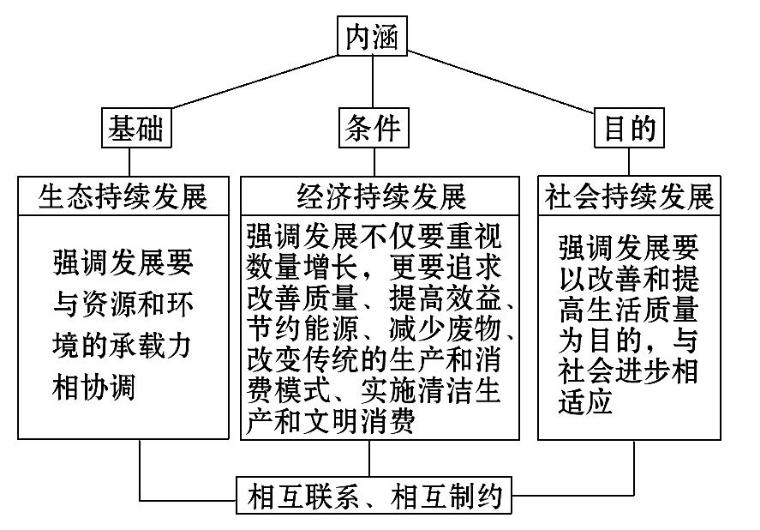 内涵
基础
条件
目的
生态持续发展
强调发展要
与资源和环
境的承载力
相协调
经济持续发展
强调发展不仅要重视
数量增长，更要追求
改善质量、提高效益、
节约能源、减少废物、
改变传统的生产和消
费模式、实施清洁生
产和文明消费
社会持续发展
强调发展要
以改善和提
高生活质量
为目的，与
社会进步相
适应
相互联系、相互制约